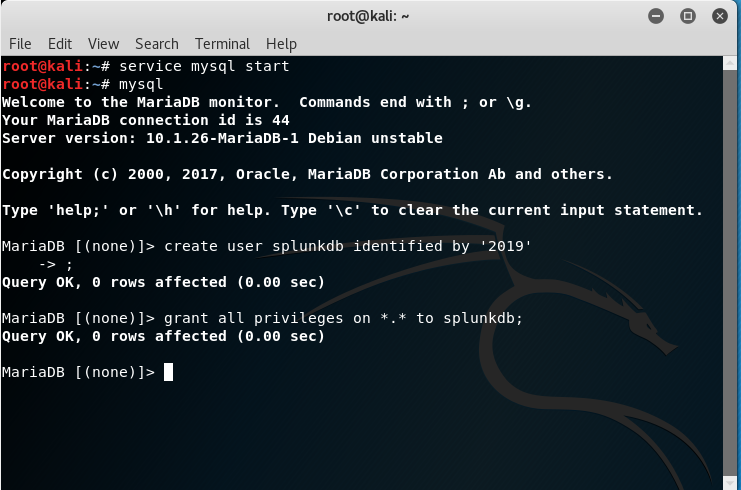 root@kali: ~
File Edit View Search Terminal Help
root@kali:~# service mysql start
root@kali:~# mysql
Welcome to the MariaDB monitor.  Commands end with ; or \g.
Your MariaDB connection id is 44
Server version: 10.1.26-MariaDB-1 Debian unstable
Copyright (c) 2000, 2017, Oracle, MariaDB Corporation Ab and others.
Type 'help;' or '\h' for help. Type '\c' to clear the current input statement.
MariaDB [(none)]> create user splunkdb identified by '2019'
    -> ;
Query OK, 0 rows affected (0.00 sec)
MariaDB [(none)]> grant all privileges on *.* to splunkdb;
Query OK, 0 rows affected (0.00 sec)
MariaDB [(none)]>